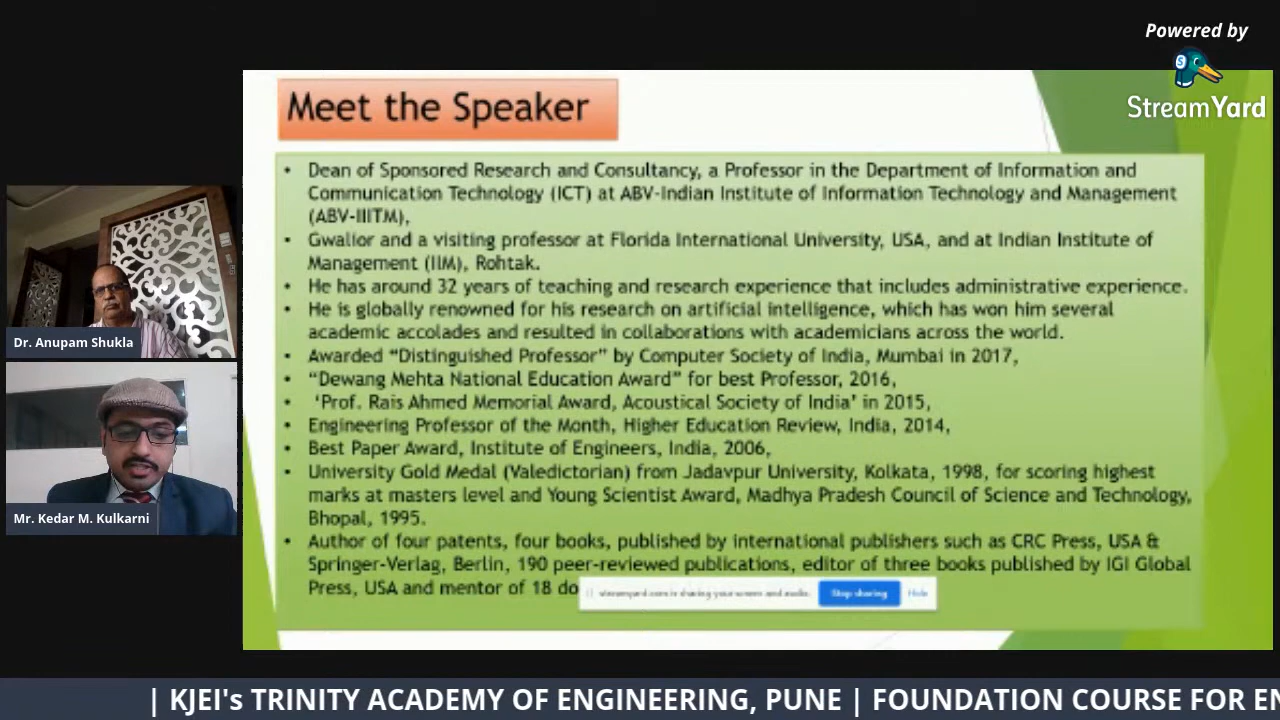 Powered by
StreamYard
Meet the Speaker
• Dean of Sponsored Research and Consultancy, a Professor in the Department of Information and
Communication Technology (ICT) at ABV-Indian Institute of Information Technology and Management
(ABV-IIITM),
• Gwalior and a visiting professor at Florida International University, USA, and at Indian Institute of
Management (IIM), Rohtak.
• He has around 32 years of teaching and research experience that includes administrative experience.
• He is globally renowned for his research on artificial intelligence, which has won him several
academic accolades and resulted in collaborations with academicians across the world.
• Awarded “Distinguished Professor” by Computer Society of India, Mumbai in 2017,
• “Dewang Mehta National Education Award” for best Professor, 2016,
• ‘Prof. Rais Ahmed Memorial Award, Acoustical Society of India’ in 2015,
• Engineering Professor of the Month, Higher Education Review, India, 2014,
• Best Paper Award, Institute of Engineers, India, 2006,
• University Gold Medal (Valedictorian) from Jadavpur University, Kolkata, 1998, for scoring highest
marks at masters level and Young Scientist Award, Madhya Pradesh Council of Science and Technology,
Bhopal, 1995.
• Author of four patents, four books, published by international publishers such as CRC Press, USA &
Springer-Verlag, Berlin, 190 peer-reviewed publications, editor of three books published by IGI Global
Press, USA and mentor of 18 do
streamyard.com is sharing your screen and audio. Stop sharing Hide
Dr. Anupam Shukla
Mr. Kedar M. Kulkarni
| KJEI's TRINITY ACADEMY OF ENGINEERING, PUNE | FOUNDATION COURSE FOR EN